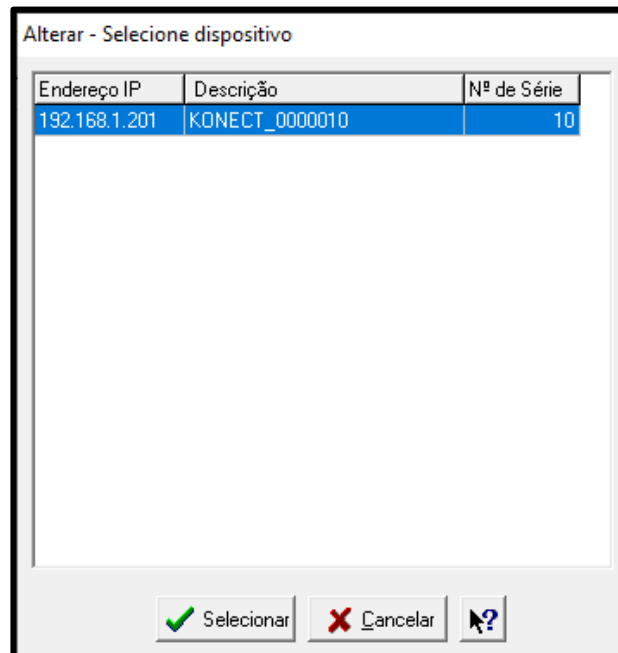 Alterar - Selecione dispositivo
Endereço IP Descrição Nº de Série
192.168.1.201 KONECT_0000010 10
Selecionar Cancelar ?